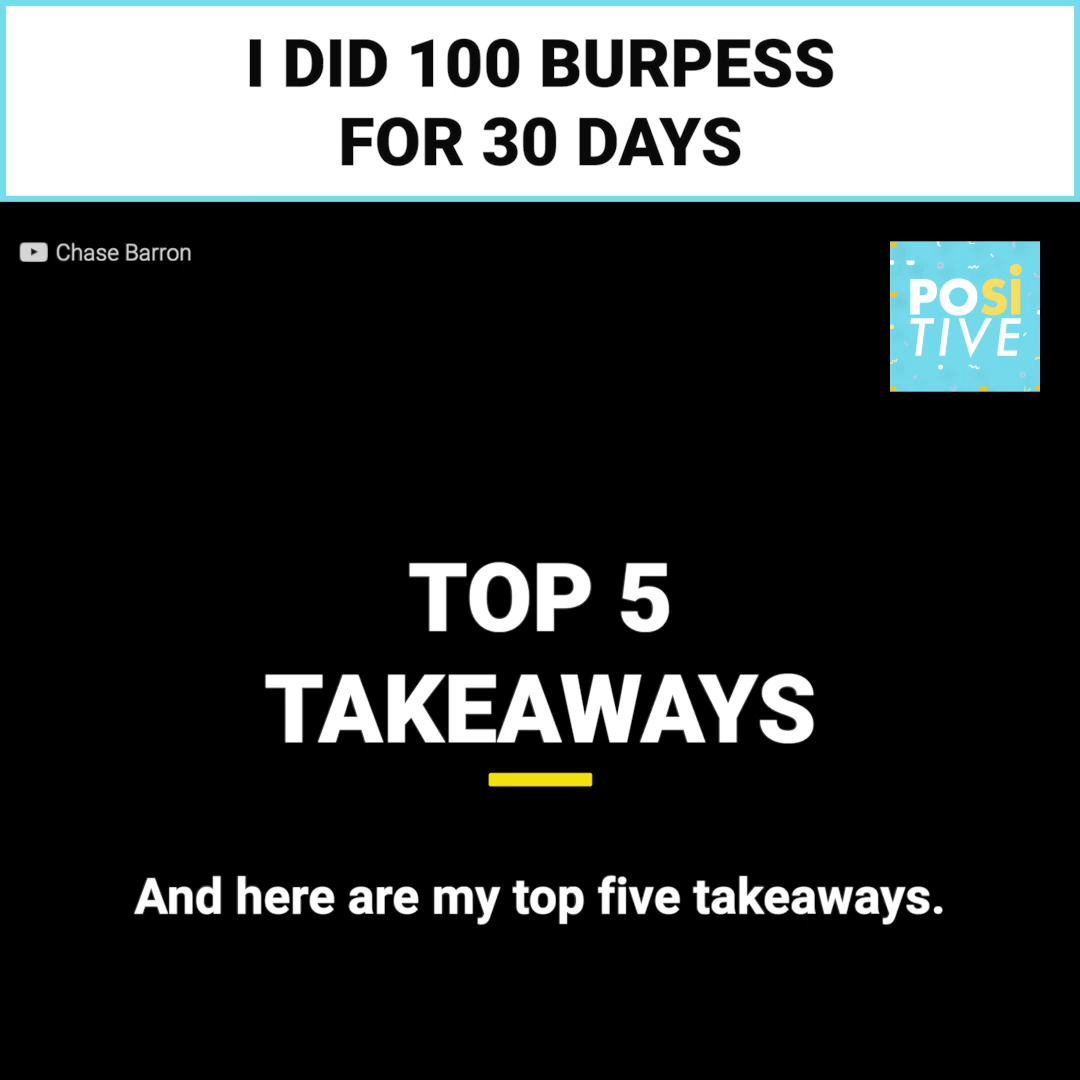 I DID 100 BURPESS
FOR 30 DAYS
Chase Barron
POSI
TIVE
TOP 5
TAKEAWAYS
And here are my top five takeaways.